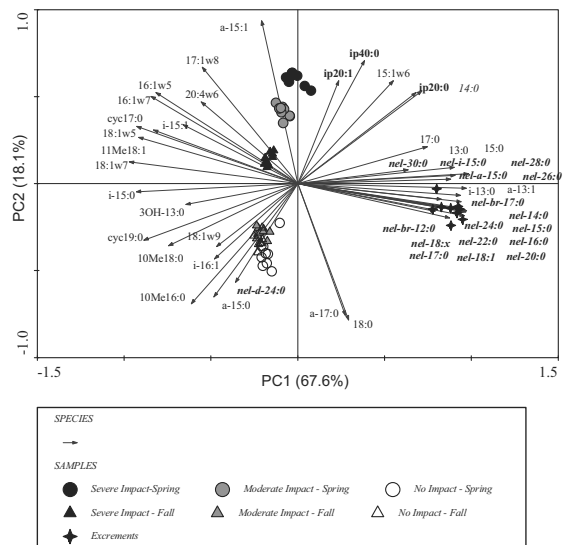 1.0
a-15:1
ip40:0
17:1w8
ip20:1
15:1w6
ip20:0 14:0
16:1w5
20:4w6
16:1w7
cyc17:0
i-15:1
18:1w5
17:0
11Me18:1
13:0 15:0
18:1w7
nel-30:0 nel-i-15:0 nel-28:0
nel-a-15:0 nel-26:0
PC2 (18.1%)
i-15:0
i-13:0 a-13:1
3OH-13:0
nel-br-17:0
nel-14:0
nel-br-12:0 nel-24:0 nel-15:0
cyc19:0
18:1w9
nel-18:x nel-22:0 nel-16:0
10Me18:0
i-16:1
nel-17:0 nel-18:1 nel-20:0
nel-d-24:0
10Me16:0
a-15:0
a-17:0
18:0
-1.0
-1.5
PC1 (67.6%)
1.5
SPECIES
SAMPLES
Severe Impact-Spring Moderate Impact - Spring No Impact - Spring
Severe Impact - Fall Moderate Impact - Fall No Impact - Fall
Excrements